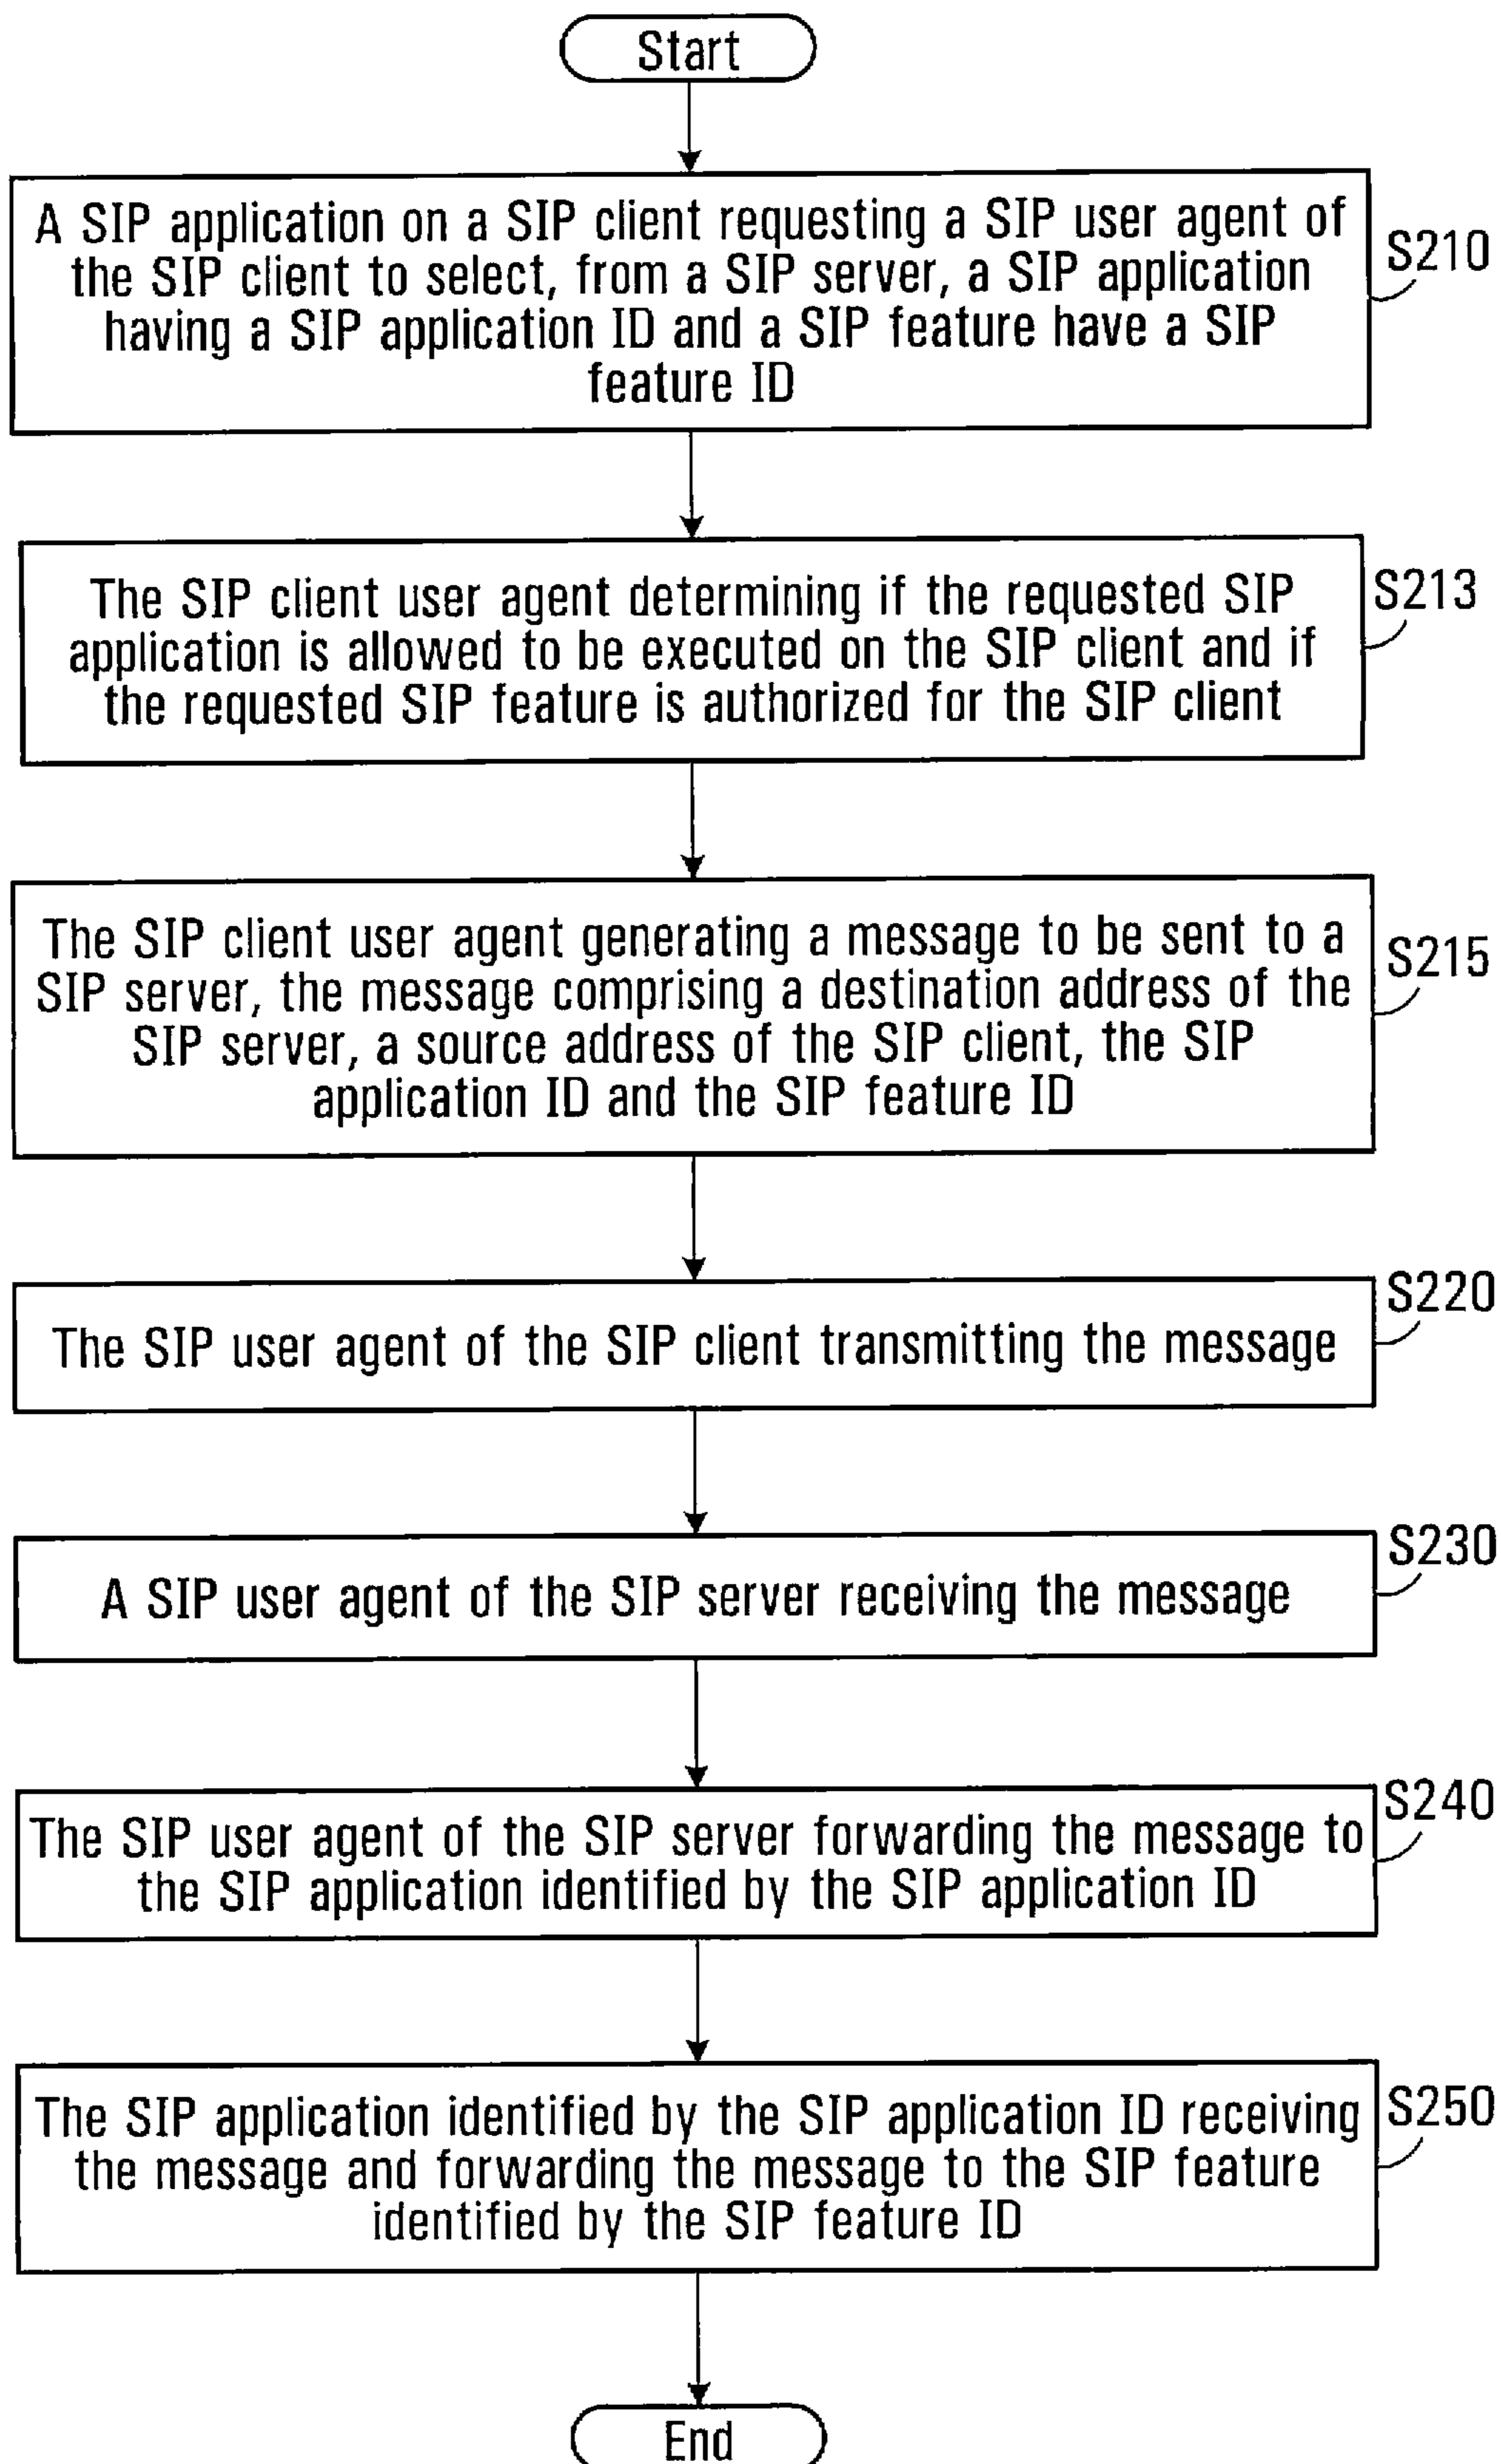 Start
A SIP application on a SIP client requesting a SIP user agent of
the SIP client to select, from a SIP server, a SIP application
having a SIP application ID and a SIP feature have a SIP
feature ID
S210
The SIP client user agent determining if the requested SIP
application is allowed to be executed on the SIP client and if
the requested SIP feature is authorized for the SIP client
S213
The SIP client user agent generating a message to be sent to a
SIP server, the message comprising a destination address of the
SIP server, a source address of the SIP client, the SIP
application ID and the SIP feature ID
S215
The SIP user agent of the SIP client transmitting the message
S220
A SIP user agent of the SIP server receiving the message
S230
The SIP user agent of the SIP server forwarding the message to
the SIP application identified by the SIP application ID
S240
The SIP application identified by the SIP application ID receiving
the message and forwarding the message to the SIP feature
identified by the SIP feature ID
S250
End